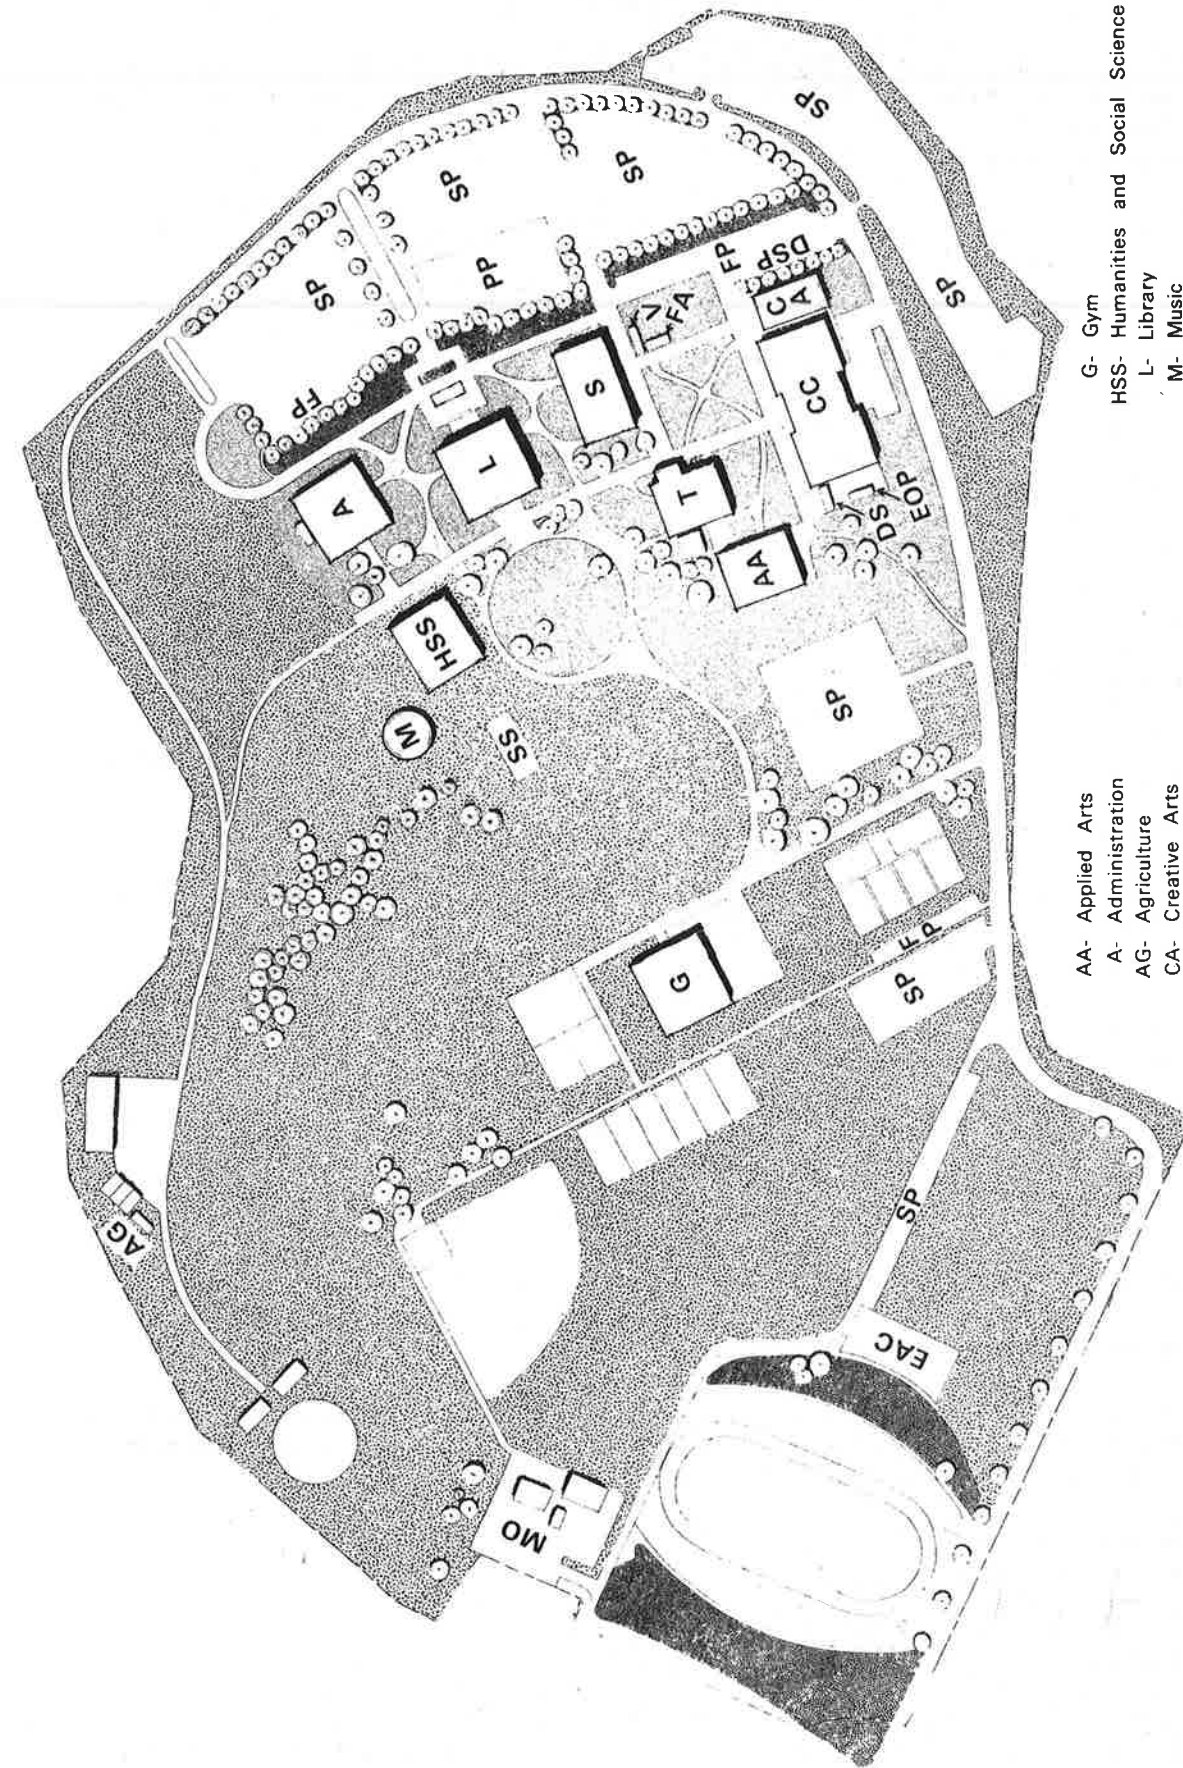 AG
FP
SP
A
M
HSS
SP
L
PP
SS
MO
S
SP
TV
FA
G
T
FP
AA
CA
DSP
SP
CC
SP
DS
EOP
EAC
SP
SP
FP
SP
AA- Applied Arts
A- Administration
AG- Agriculture
CA- Creative Arts
G- Gym
HSS- Humanities and Social Science
L- Library
M- Music